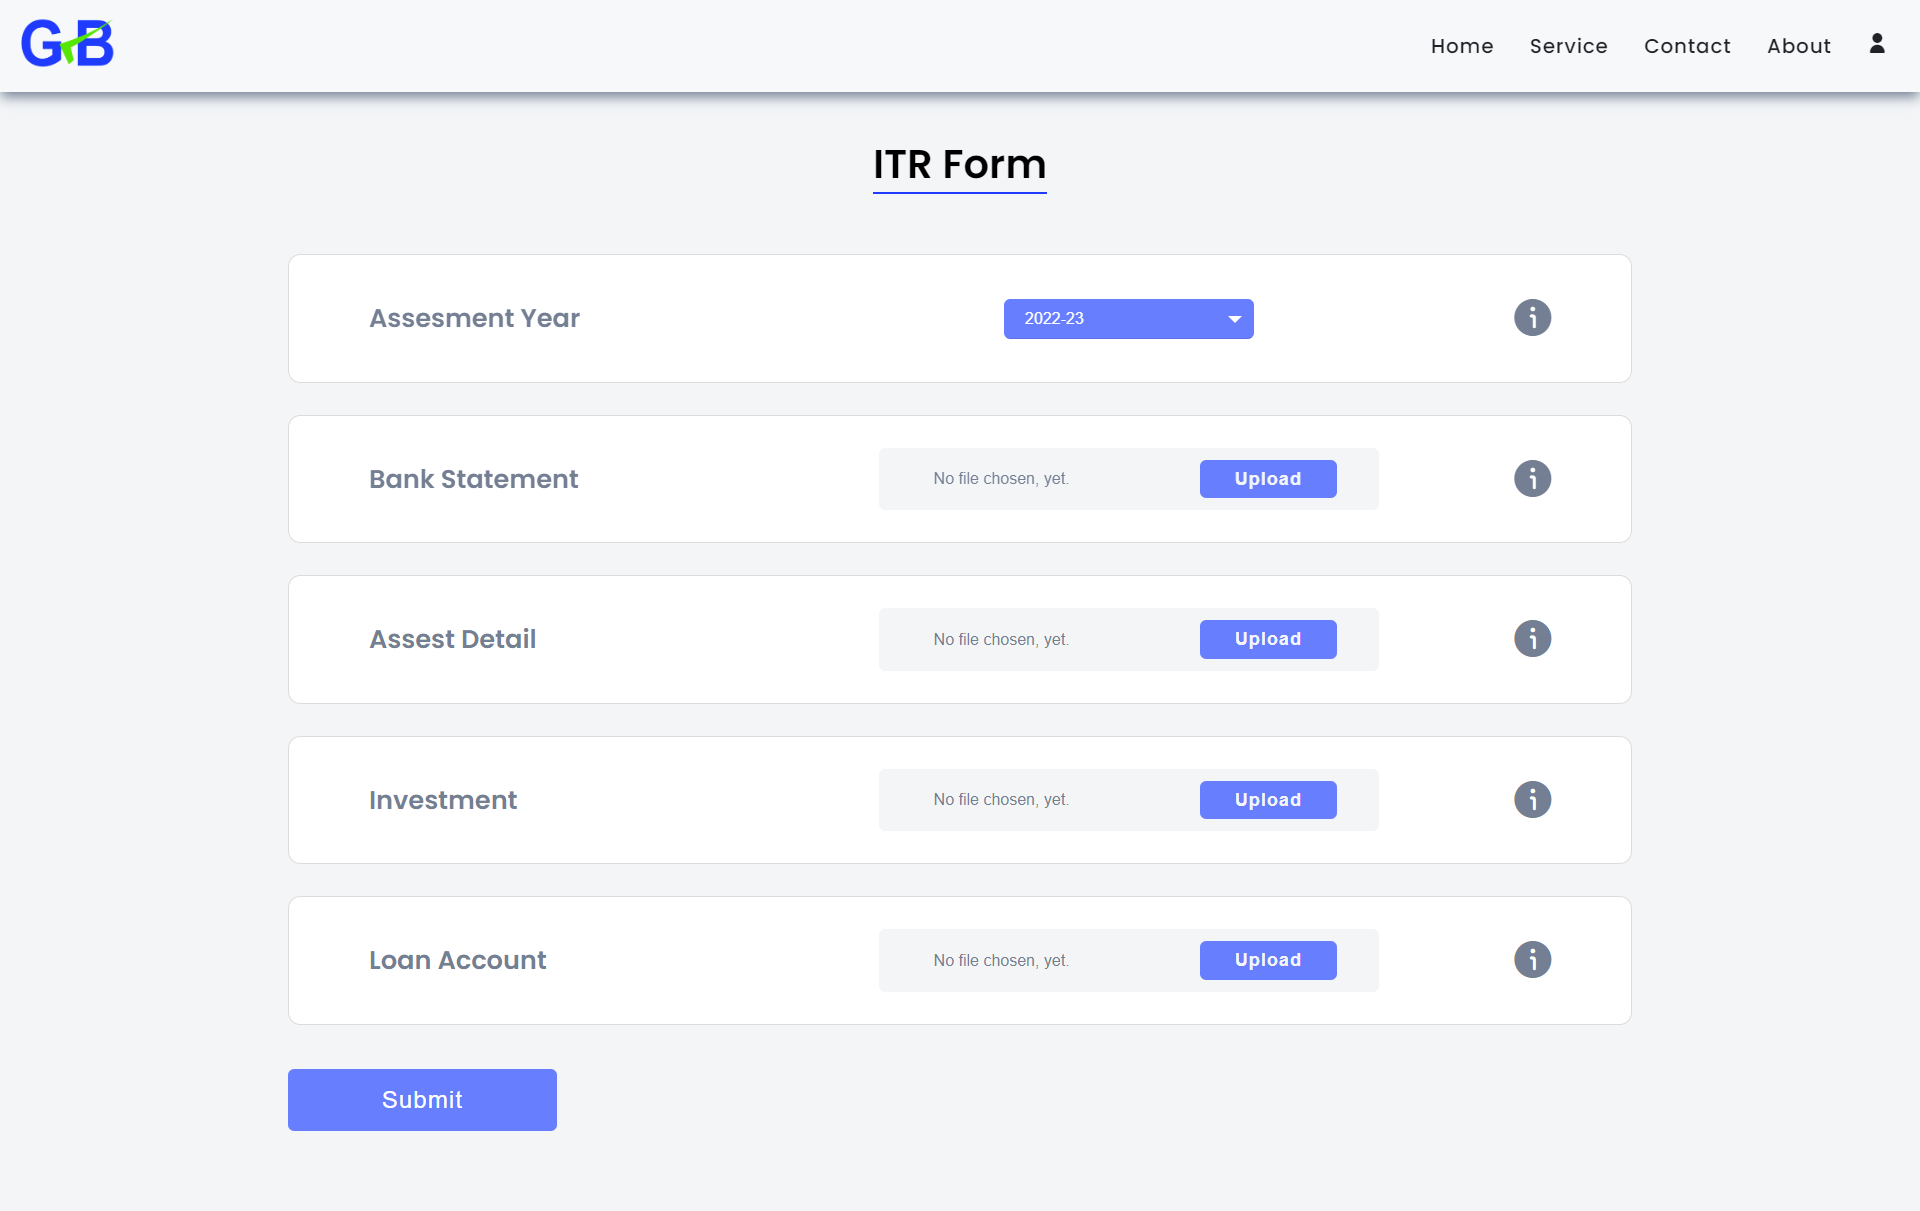 GB
Home Service Contact About
ITR Form
Assesment Year 2022-23
Bank Statement No file chosen, yet. Upload
Assest Detail No file chosen, yet. Upload
Investment No file chosen, yet. Upload
Loan Account No file chosen, yet. Upload
Submit